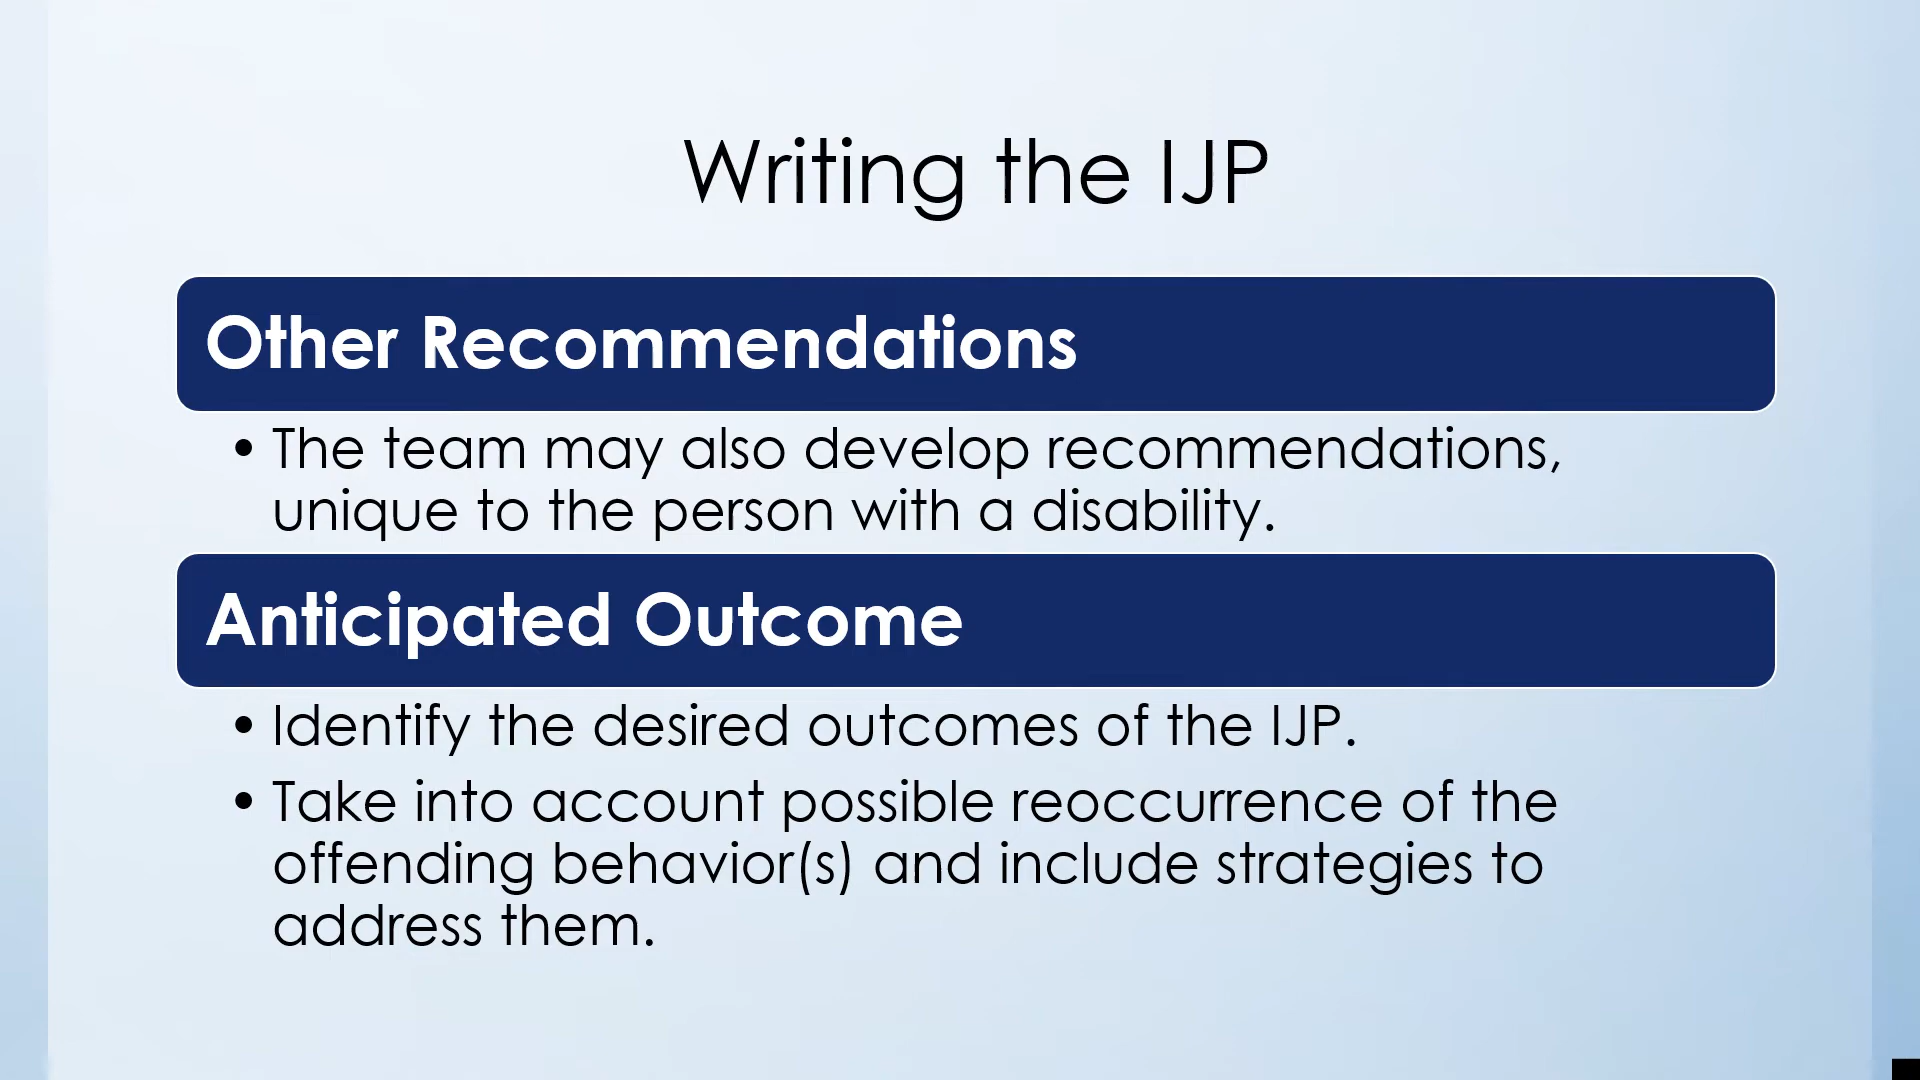 Writing the IJP
Other Recommendations
• The team may also develop recommendations,
unique to the person with a disability.
Anticipated Outcome
• Identify the desired outcomes of the IJP.
• Take into account possible reoccurrence of the
offending behavior(s) and include strategies to
address them.